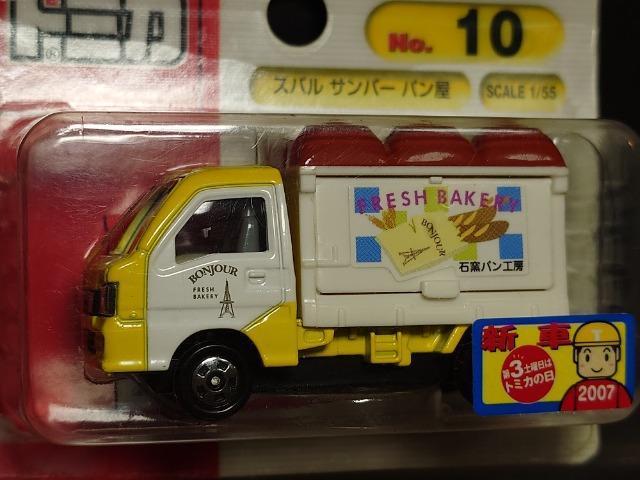 No. 10
スバル サンバー パン屋
SCALE 1/55
FRESH BAKERY
BONJOUR
石窯パン工房
BONJOUR
FRESH
BAKERY
新車
第3土曜日は
トミカの日
T
2007